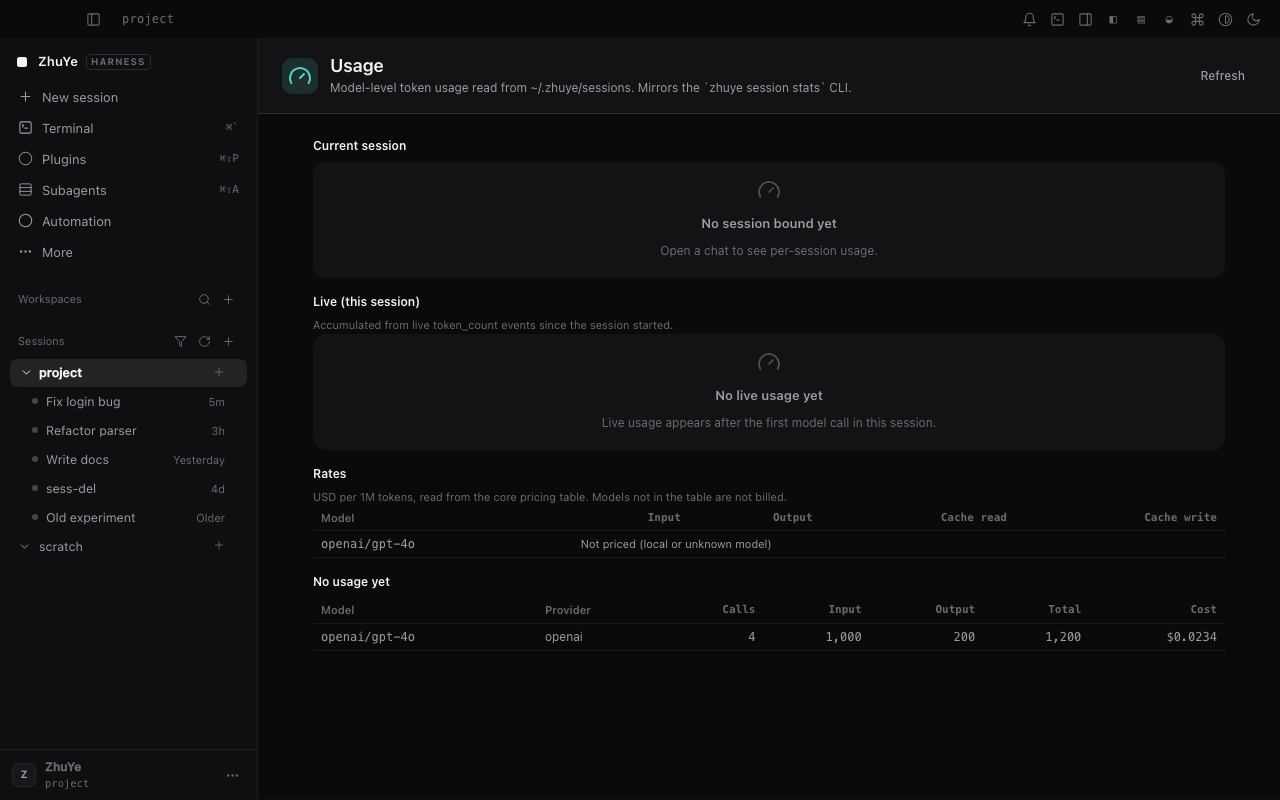 project
ZhuYe HARNESS
New session
Terminal ⌘`
Plugins ⌘⇧P
Subagents ⌘⇧A
Automation
More
Workspaces
Sessions
project
Fix login bug 5m
Refactor parser 3h
Write docs Yesterday
sess-del 4d
Old experiment Older
scratch
Z ZhuYe
project
Usage
Model-level token usage read from ~/.zhuye/sessions. Mirrors the `zhuye session stats` CLI.
Refresh
Current session
No session bound yet
Open a chat to see per-session usage.
Live (this session)
Accumulated from live token_count events since the session started.
No live usage yet
Live usage appears after the first model call in this session.
Rates
USD per 1M tokens, read from the core pricing table. Models not in the table are not billed.
Model Input Output Cache read Cache write
openai/gpt-4o Not priced (local or unknown model)
No usage yet
Model Provider Calls Input Output Total Cost
openai/gpt-4o openai 4 1,000 200 1,200 $0.0234